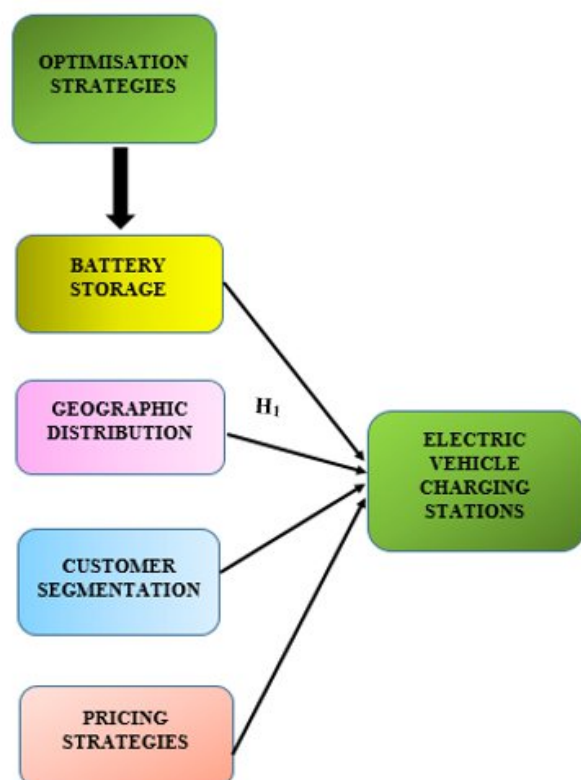 OPTIMISATION
STRATEGIES
BATTERY
STORAGE
GEOGRAPHIC
DISTRIBUTION
H₁
ELECTRIC
VEHICLE
CHARGING
STATIONS
CUSTOMER
SEGMENTATION
PRICING
STRATEGIES